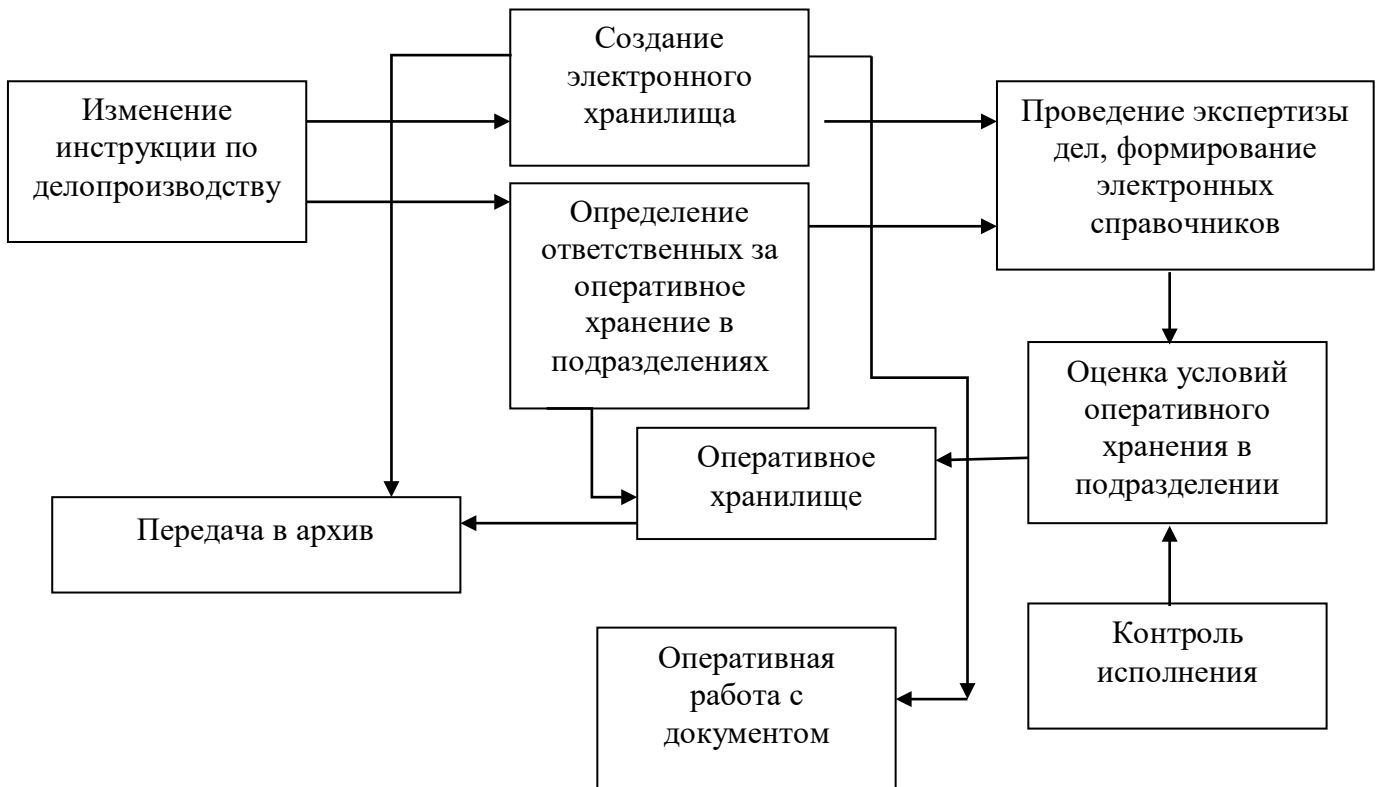 Создание
электронного
хранилища
Изменение
инструкции по
делопроизводству
Проведение экспертизы
дел, формирование
электронных
справочников
Определение
ответственных за
оперативное
хранение в
подразделениях
Оценка условий
оперативного
хранения в
подразделении
Оперативное
хранилище
Передача в архив
Контроль
исполнения
Оперативная
работа с
документом